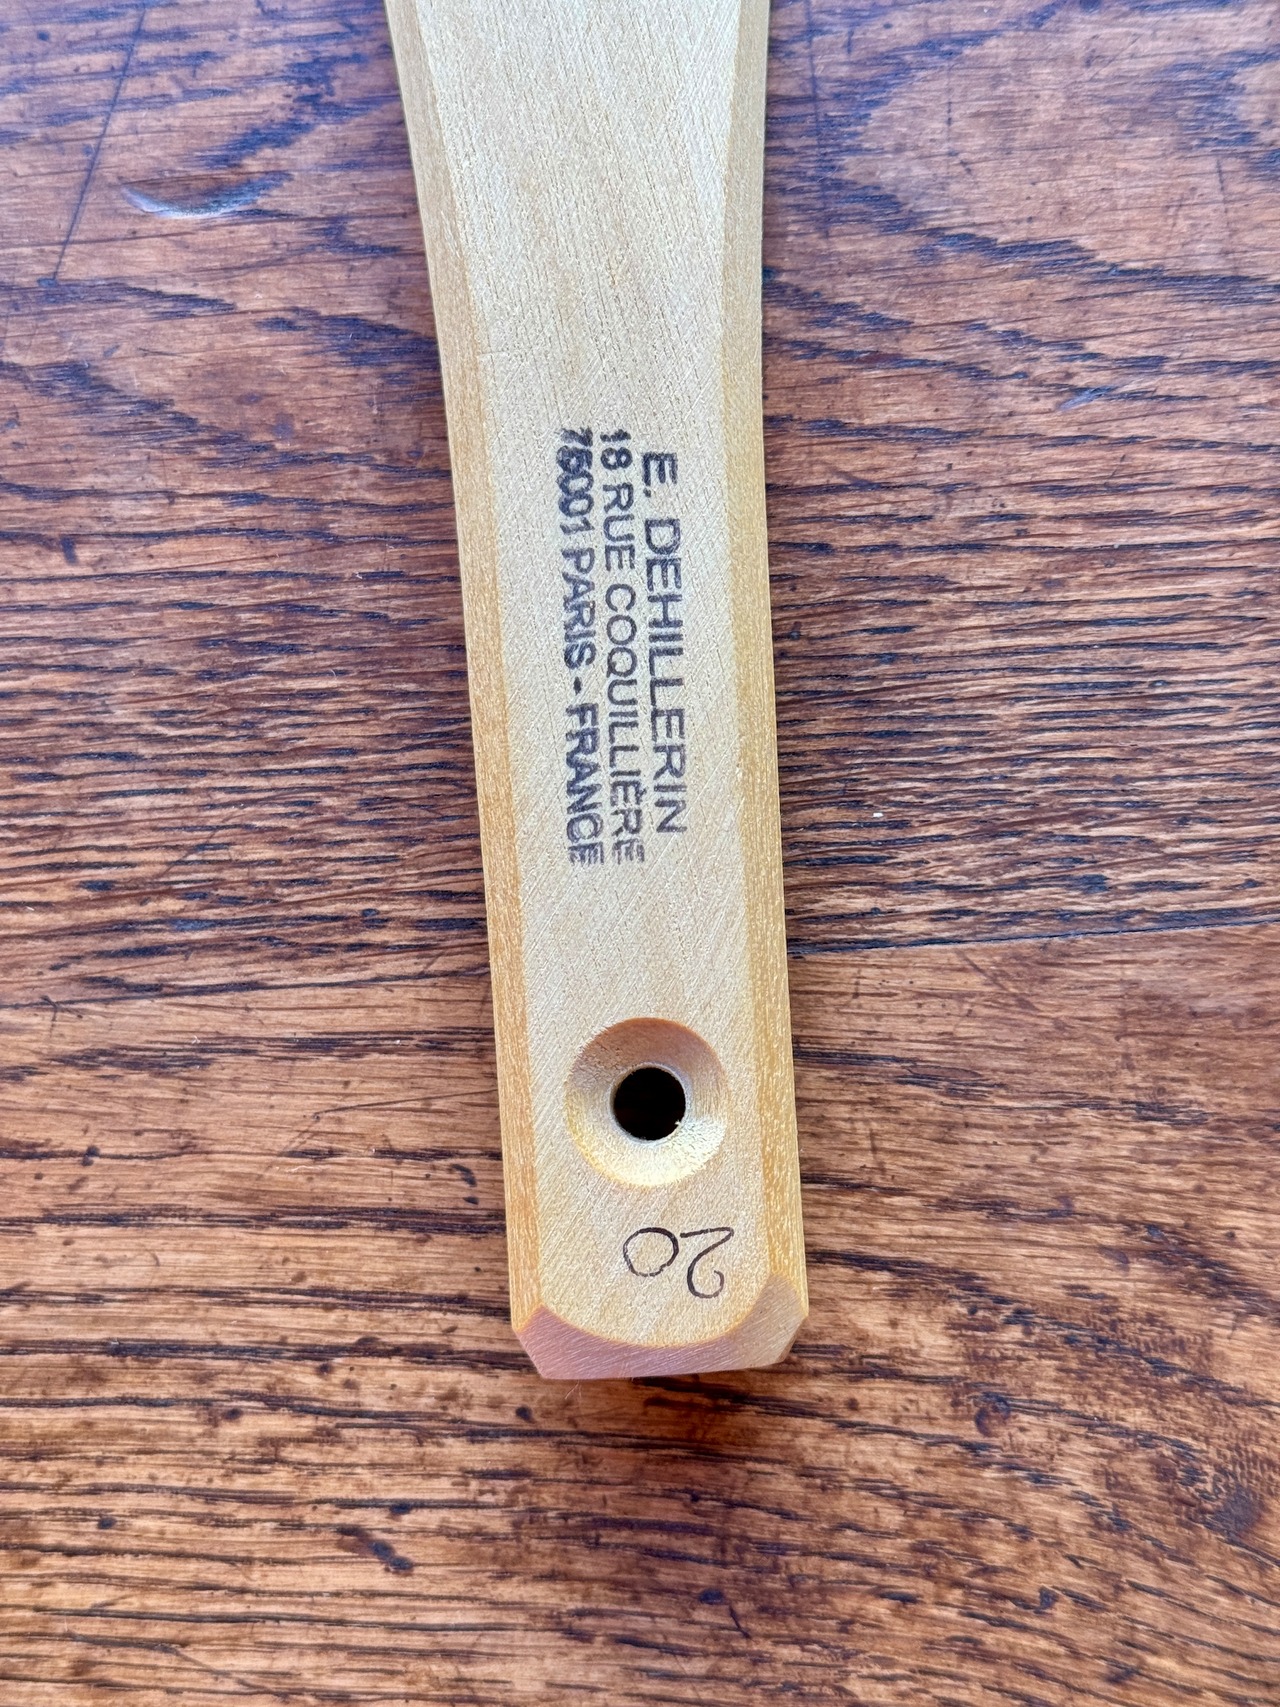 E. DEHILLERIN
18 RUE COQUILLIÈRE
75001 PARIS - FRANCE
20